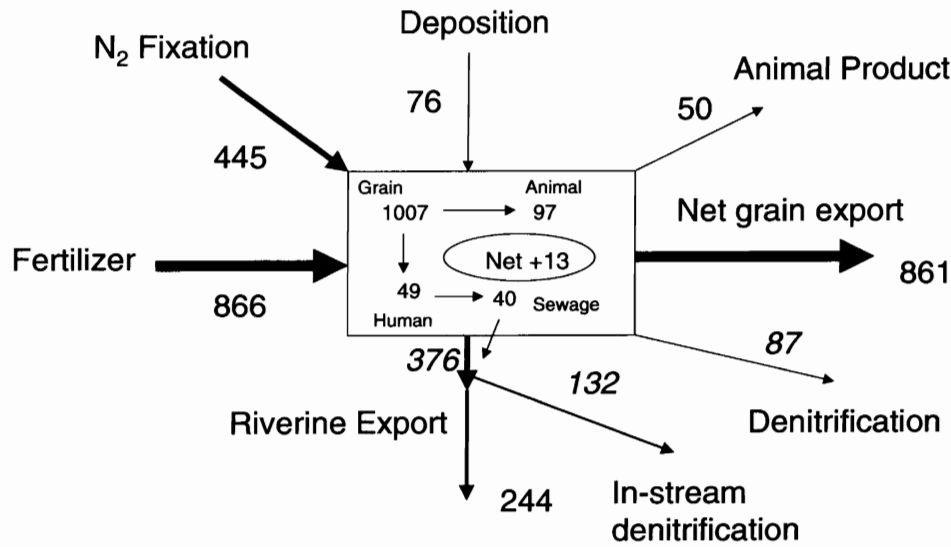 Deposition
N₂ Fixation
Animal Product
76
50
445
Grain
Animal
1007
97
Net grain export
Fertilizer
Net +13
861
866
49
40
Sewage
Human
376
87
132
Riverine Export
Denitrification
244
In-stream
denitrification